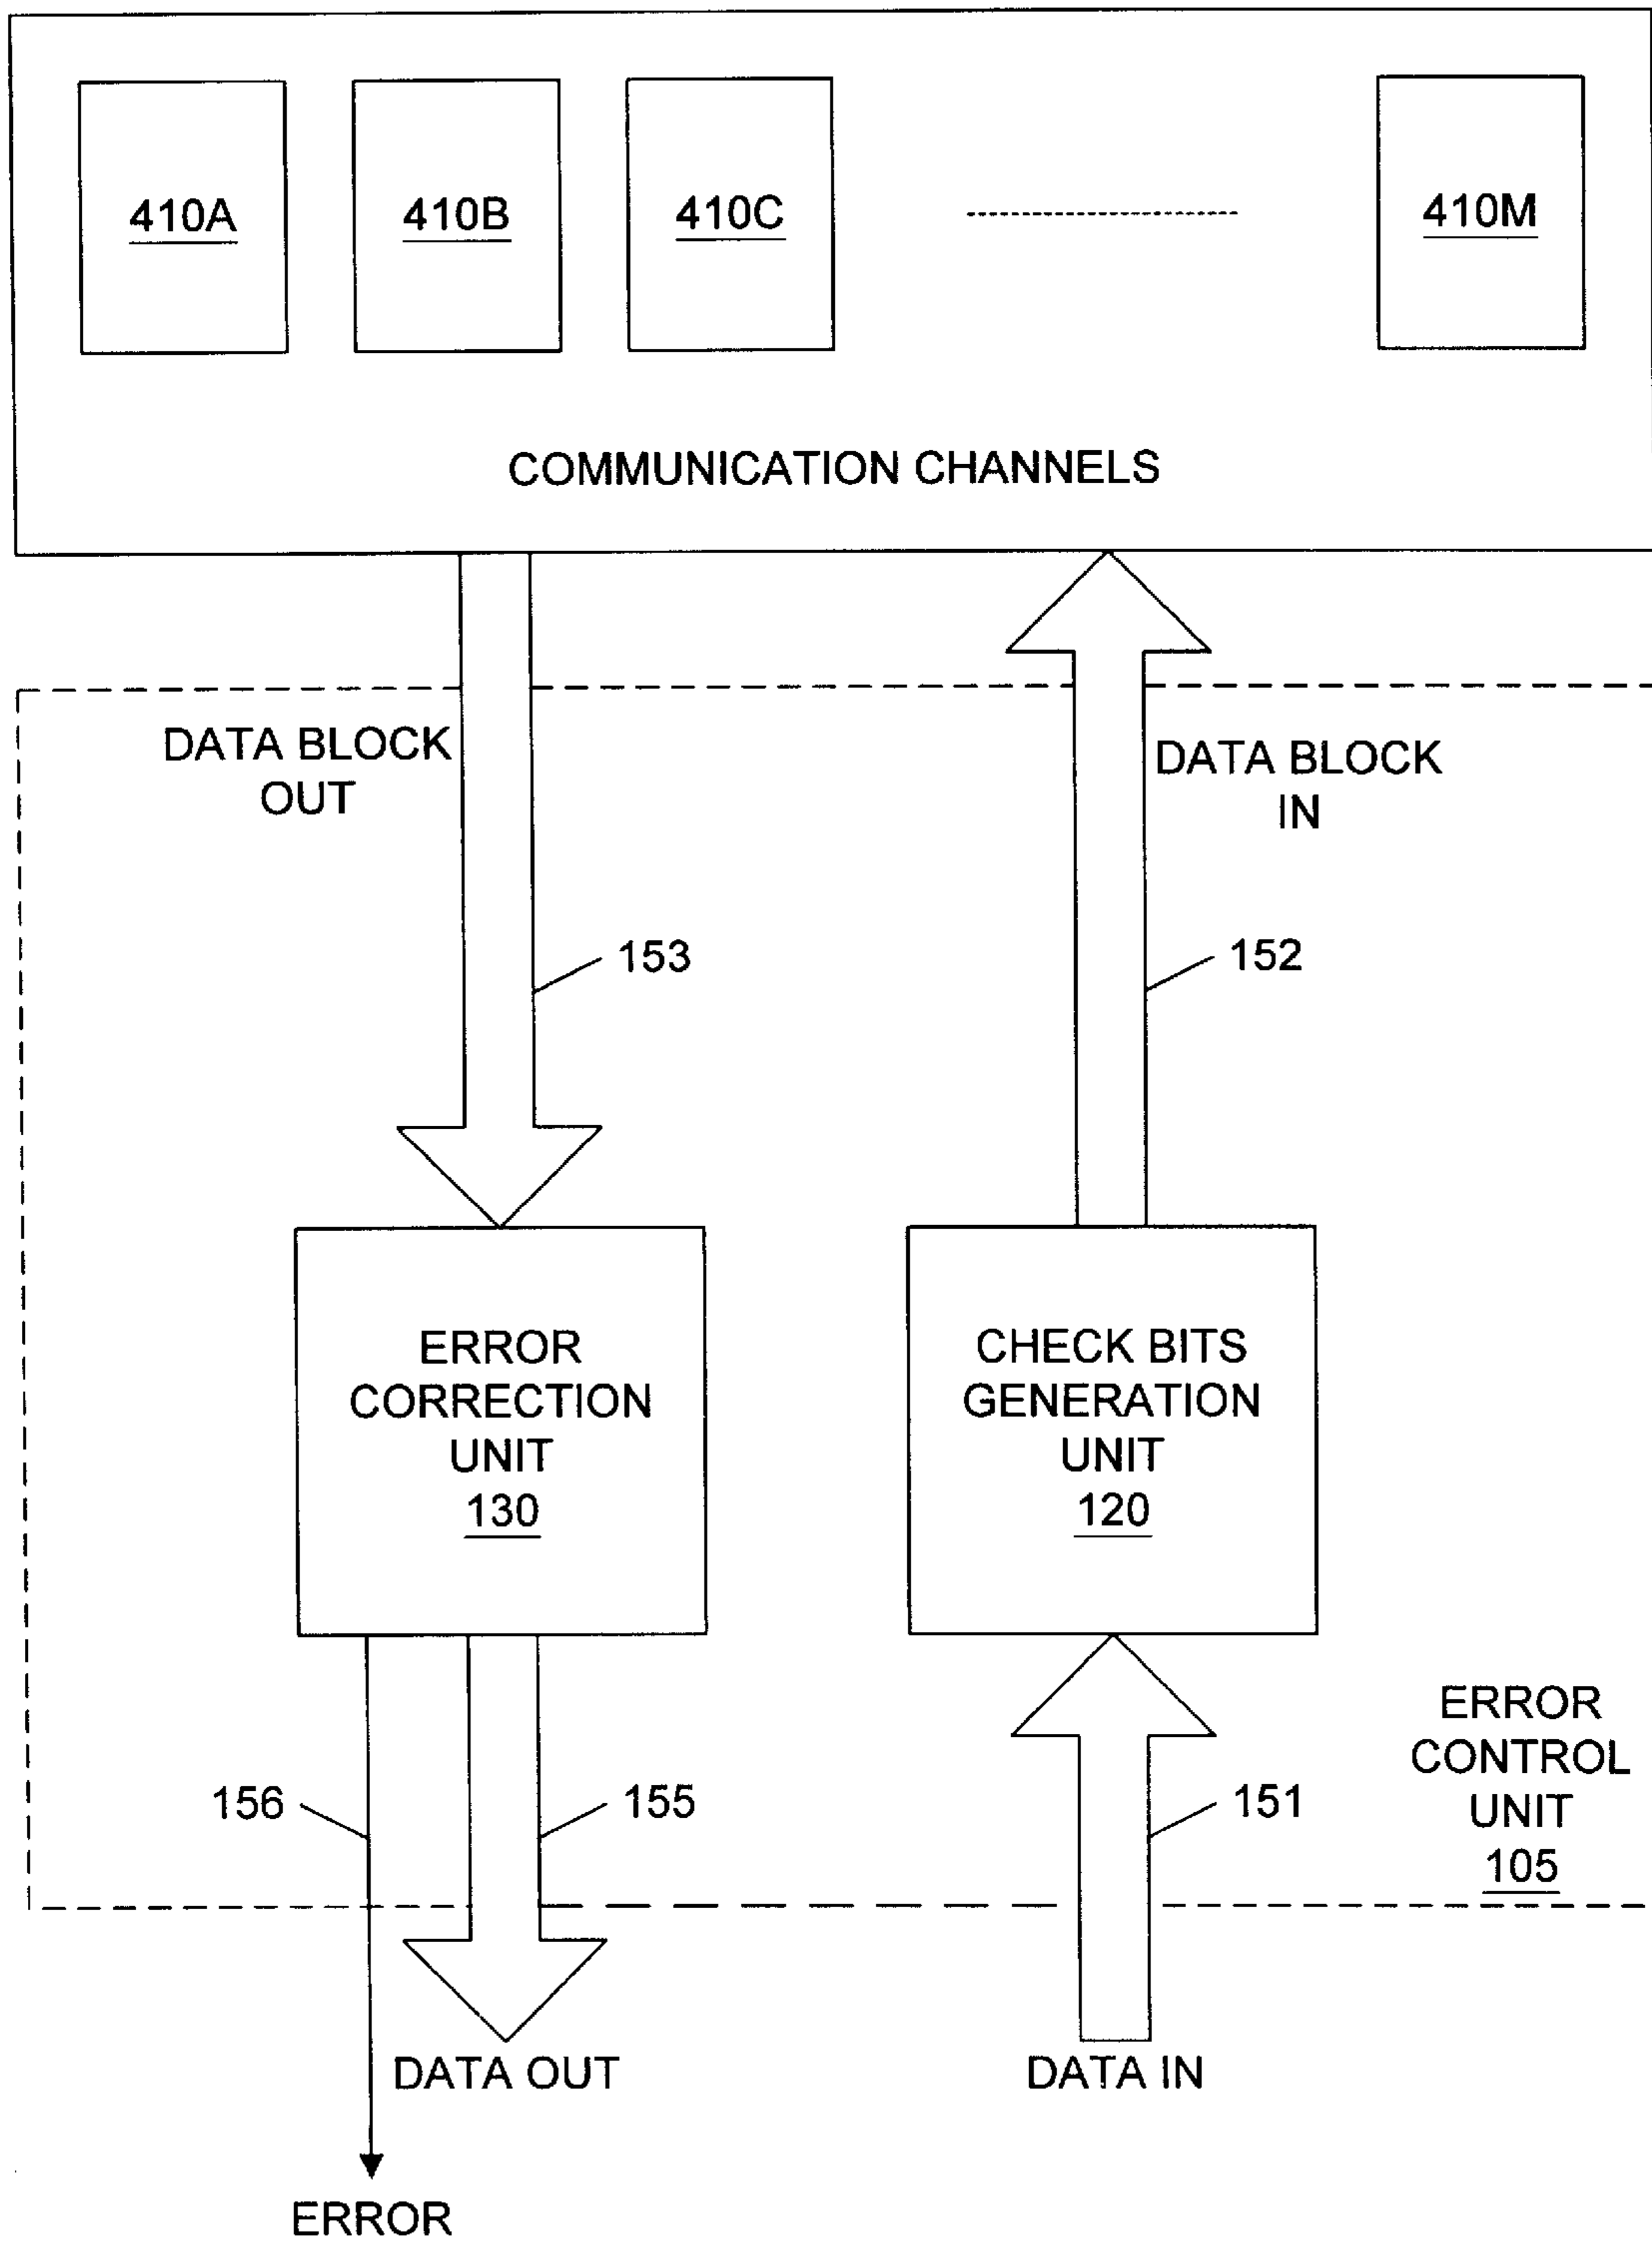 410A 410B 410C 410M
COMMUNICATION CHANNELS
DATA BLOCK
OUT
DATA BLOCK
IN
153
152
ERROR
CORRECTION
UNIT
130
CHECK BITS
GENERATION
UNIT
120
ERROR
CONTROL
UNIT
105
156
155
151
DATA OUT
DATA IN
ERROR